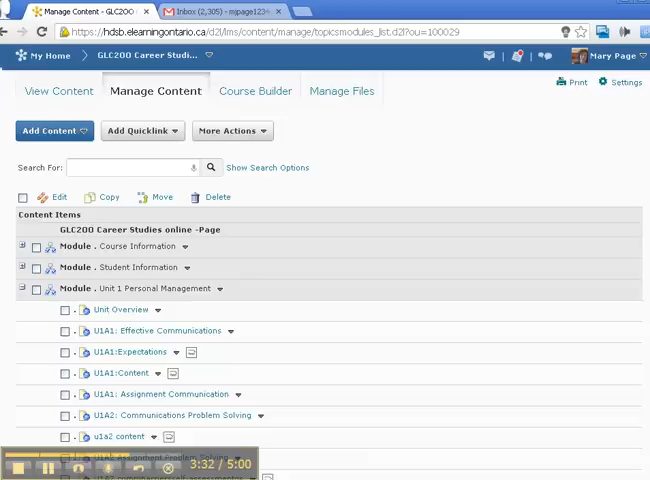 Manage Content - GLC200
Inbox (2,305) - mjpage1234
https://hdsb.elearningontario.ca/d2l/lms/content/manage/topicsmodules_list.d2l?ou=100029
My Home GLC200 Career Studi... Mary Page
View Content Manage Content Course Builder Manage Files Print Settings
Add Content Add Quicklink More Actions
Search For: Show Search Options
Edit Copy Move Delete
Content Items
GLC200 Career Studies online -Page
Module . Course Information
Module . Student Information
Module . Unit 1 Personal Management
. Unit Overview
. U1A1: Effective Communications
. U1A1:Expectations
. U1A1:Content
. U1A1: Assignment Communication
. U1A2: Communications Problem Solving
. u1a2 content
3:32 / 5:00